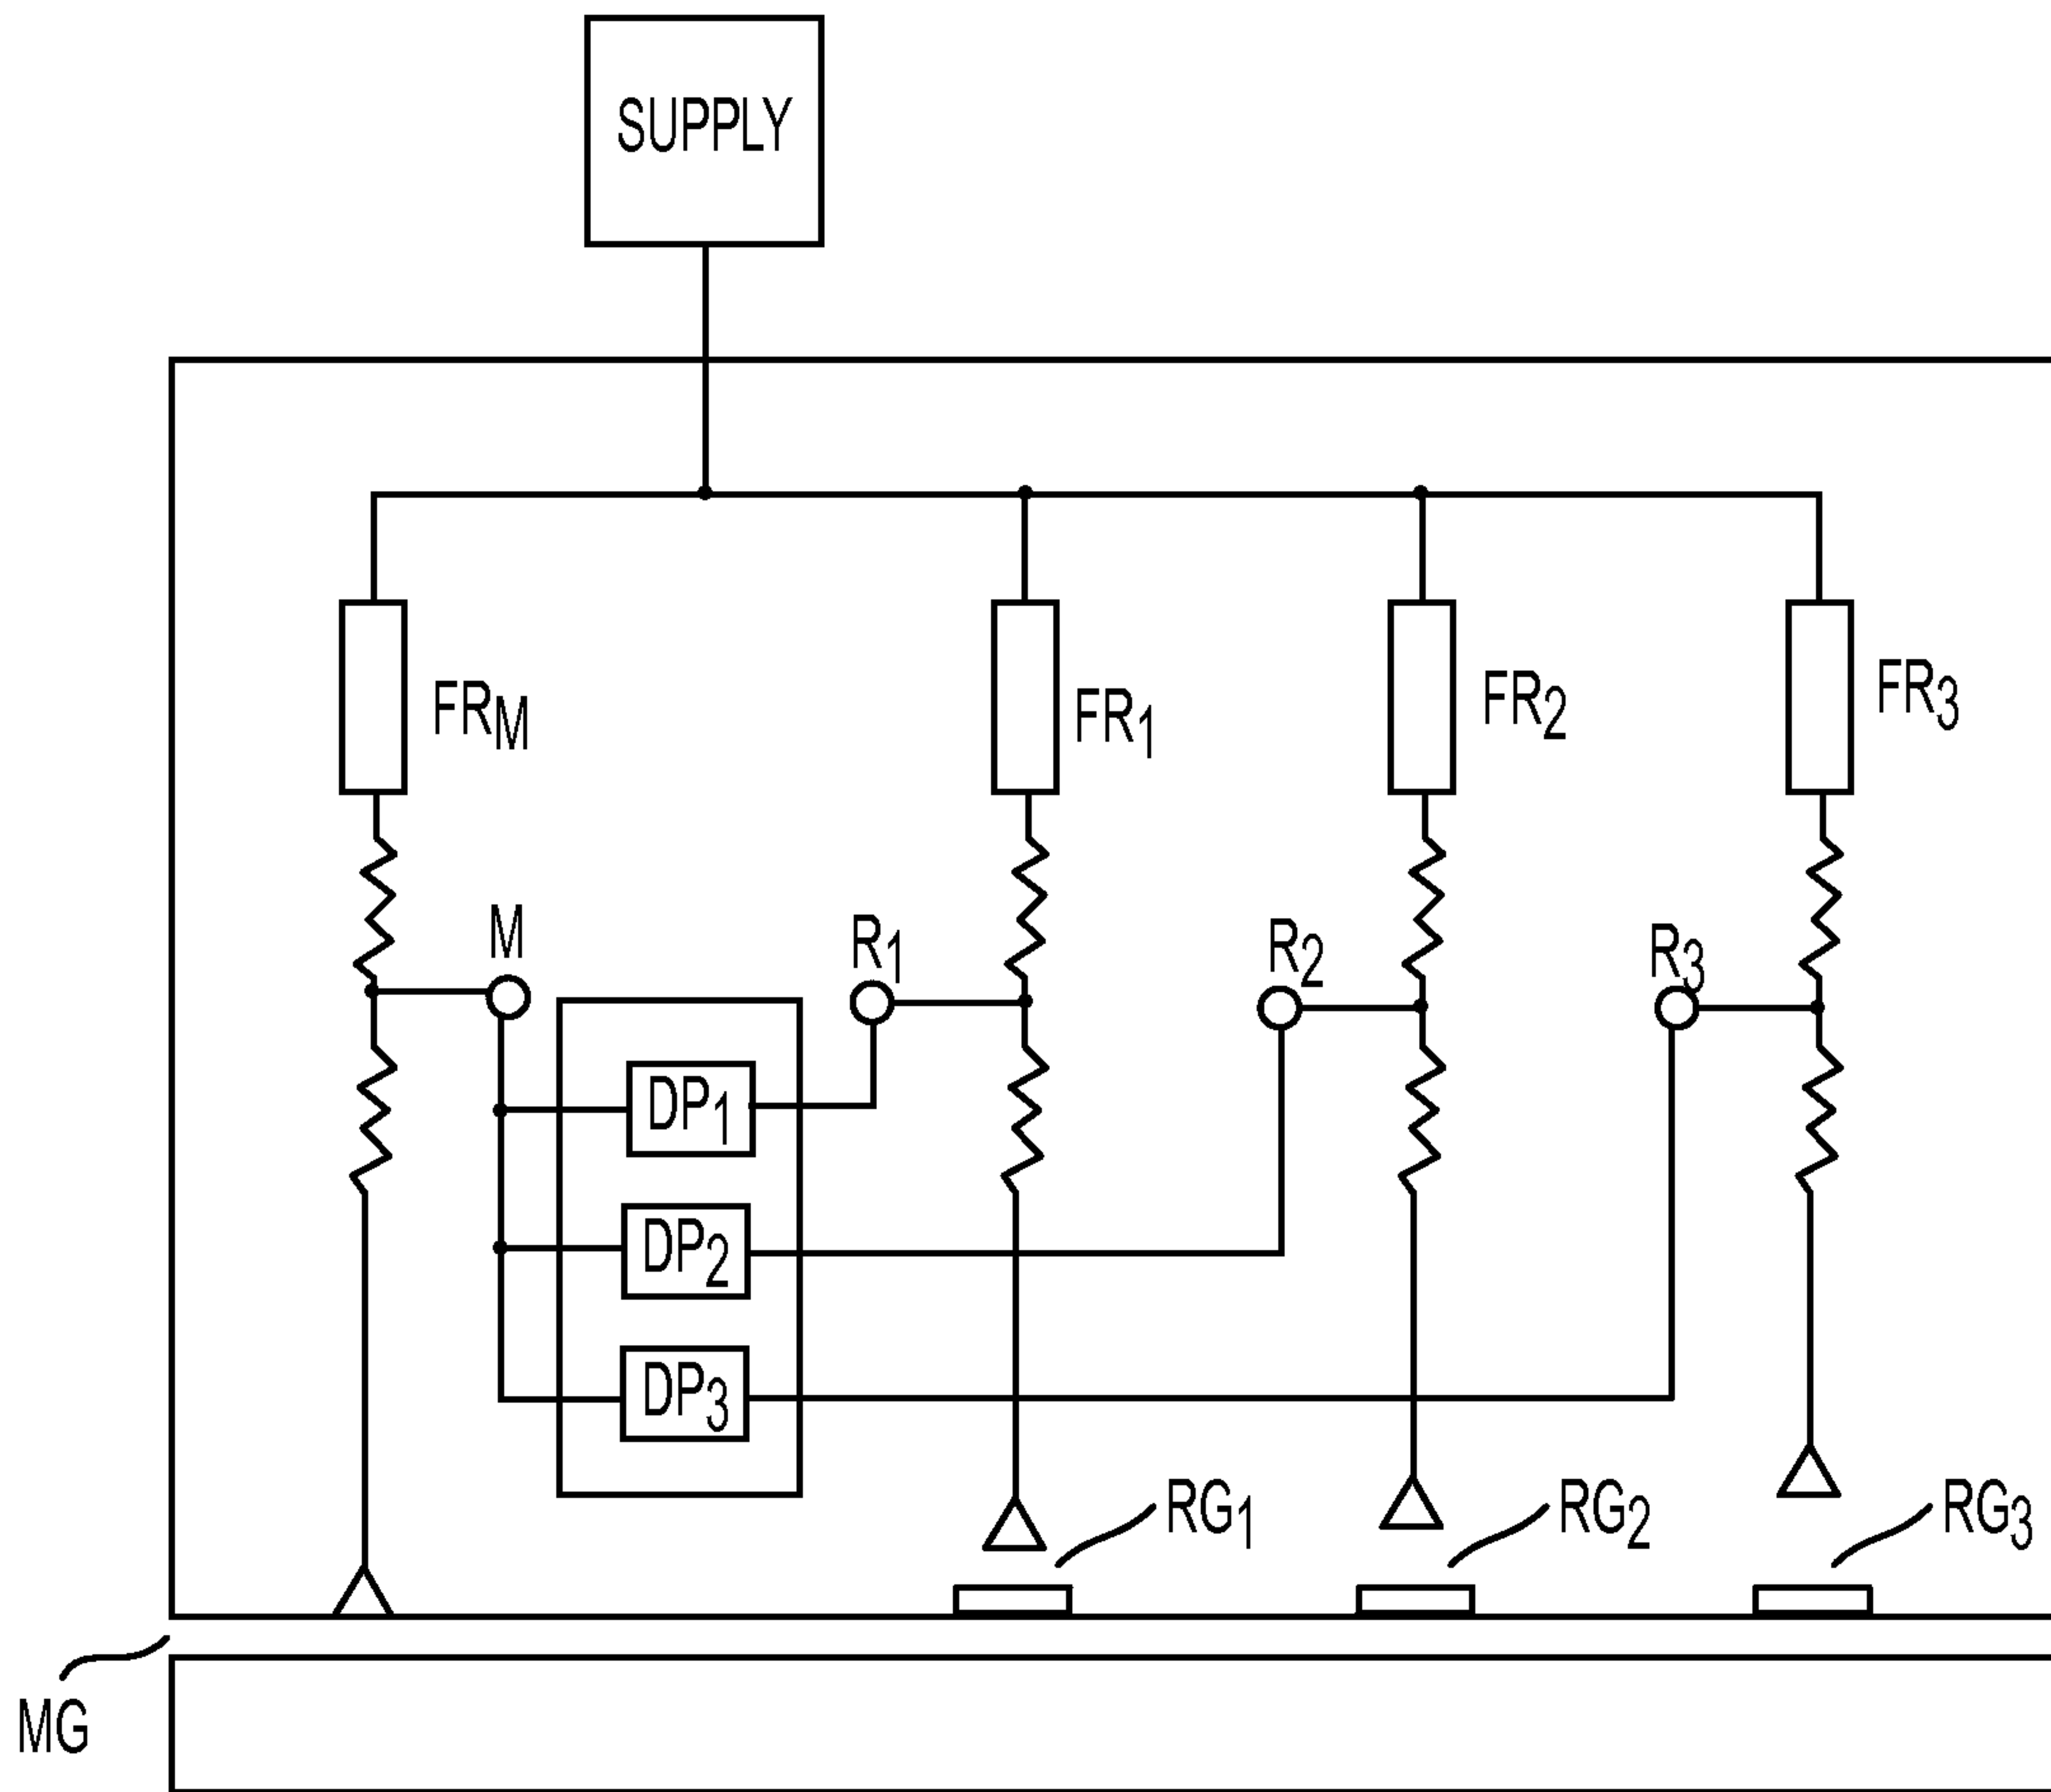 SUPPLY
FRM
FR1
FR2
FR3
M
R1
R2
R3
DP1
DP2
DP3
RG1
RG2
RG3
MG